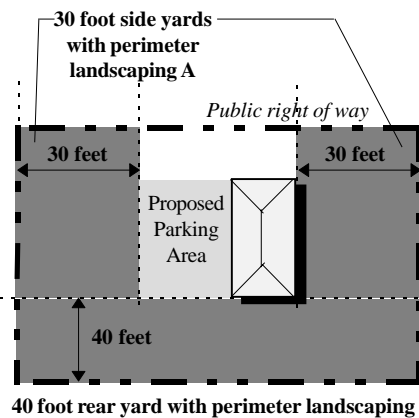 30 foot side yards
with perimeter
landscaping A
Public right of way
30 feet
30 feet
Proposed
Parking
Area
40 feet
40 foot rear yard with perimeter landscaping